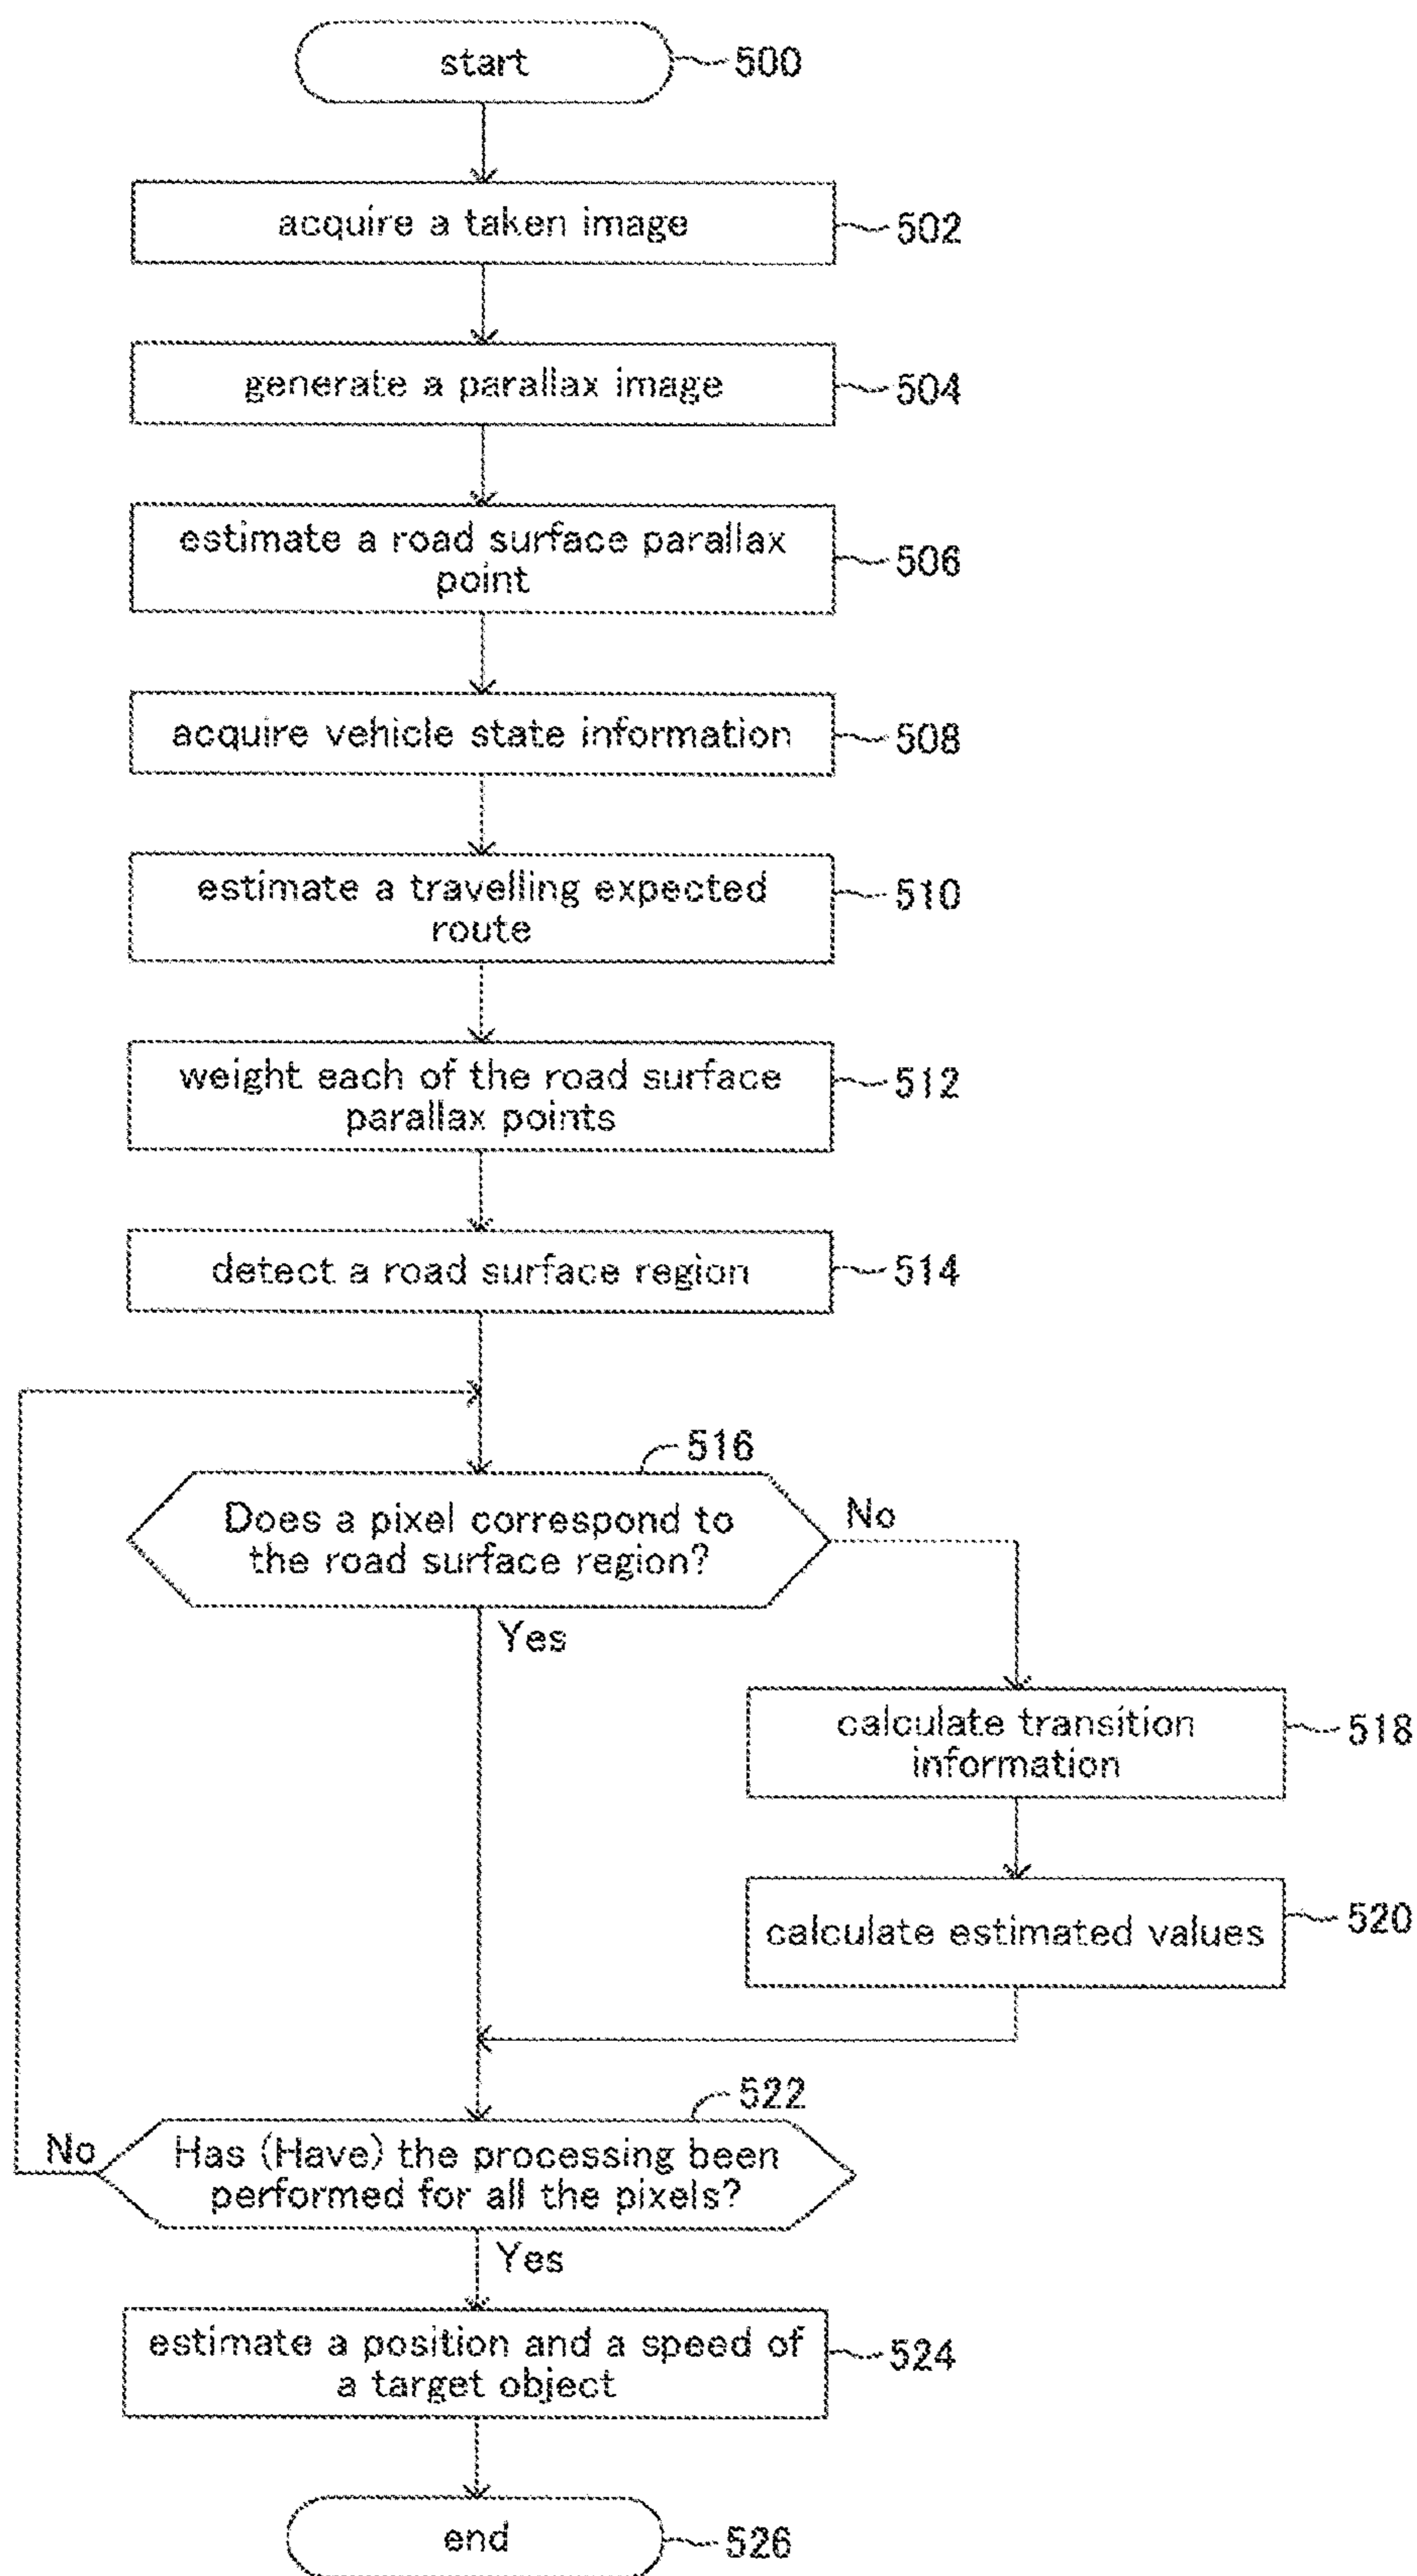 start
500
acquire a taken image
502
generate a parallax image
504
estimate a road surface parallax
point
506
acquire vehicle state information
508
estimate a travelling expected
route
510
weight each of the road surface
parallax points
512
detect a road surface region
514
516
Does a pixel correspond to
the road surface region?
No
Yes
calculate transition
information
518
calculate estimated values
520
522
No
Has (Have) the processing been
performed for all the pixels?
Yes
estimate a position and a speed of
a target object
524
end
526